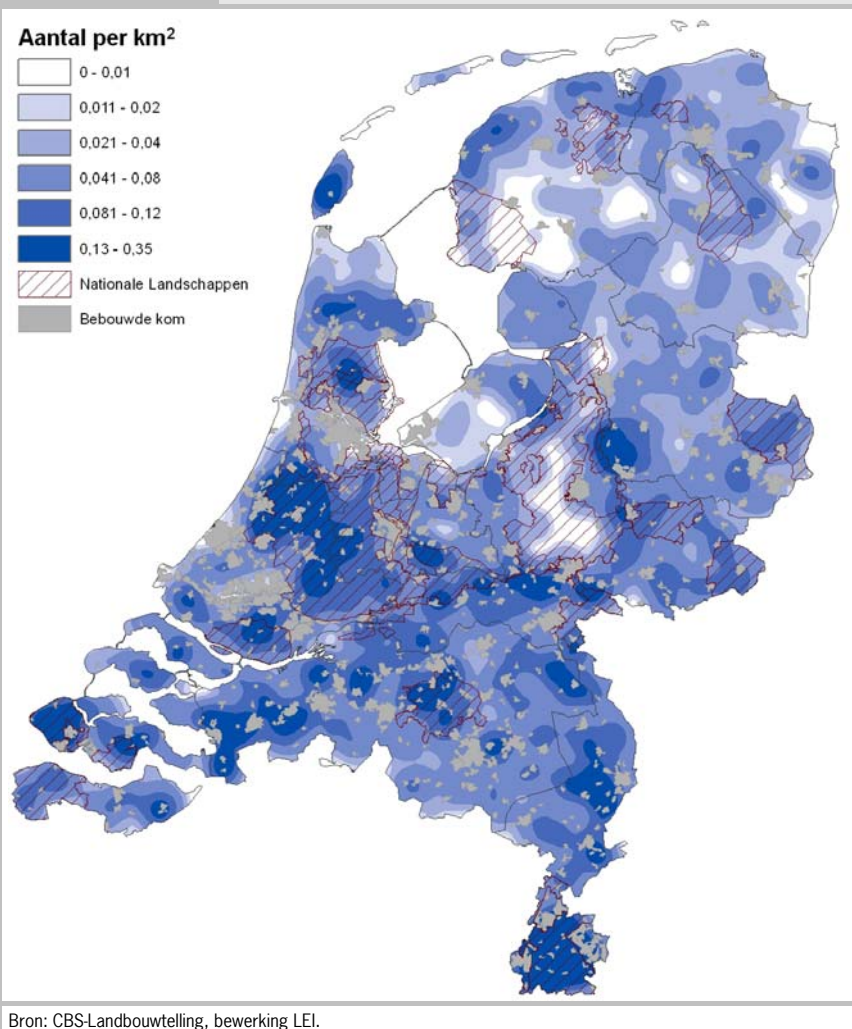 Aantal per km²
0 - 0,01
0,011 - 0,02
0,021 - 0,04
0,041 - 0,08
0,081 - 0,12
0,13 - 0,35
Nationale Landschappen
Bebouwde kom
Bron: CBS-Landbouwtelling, bewerking LEI.